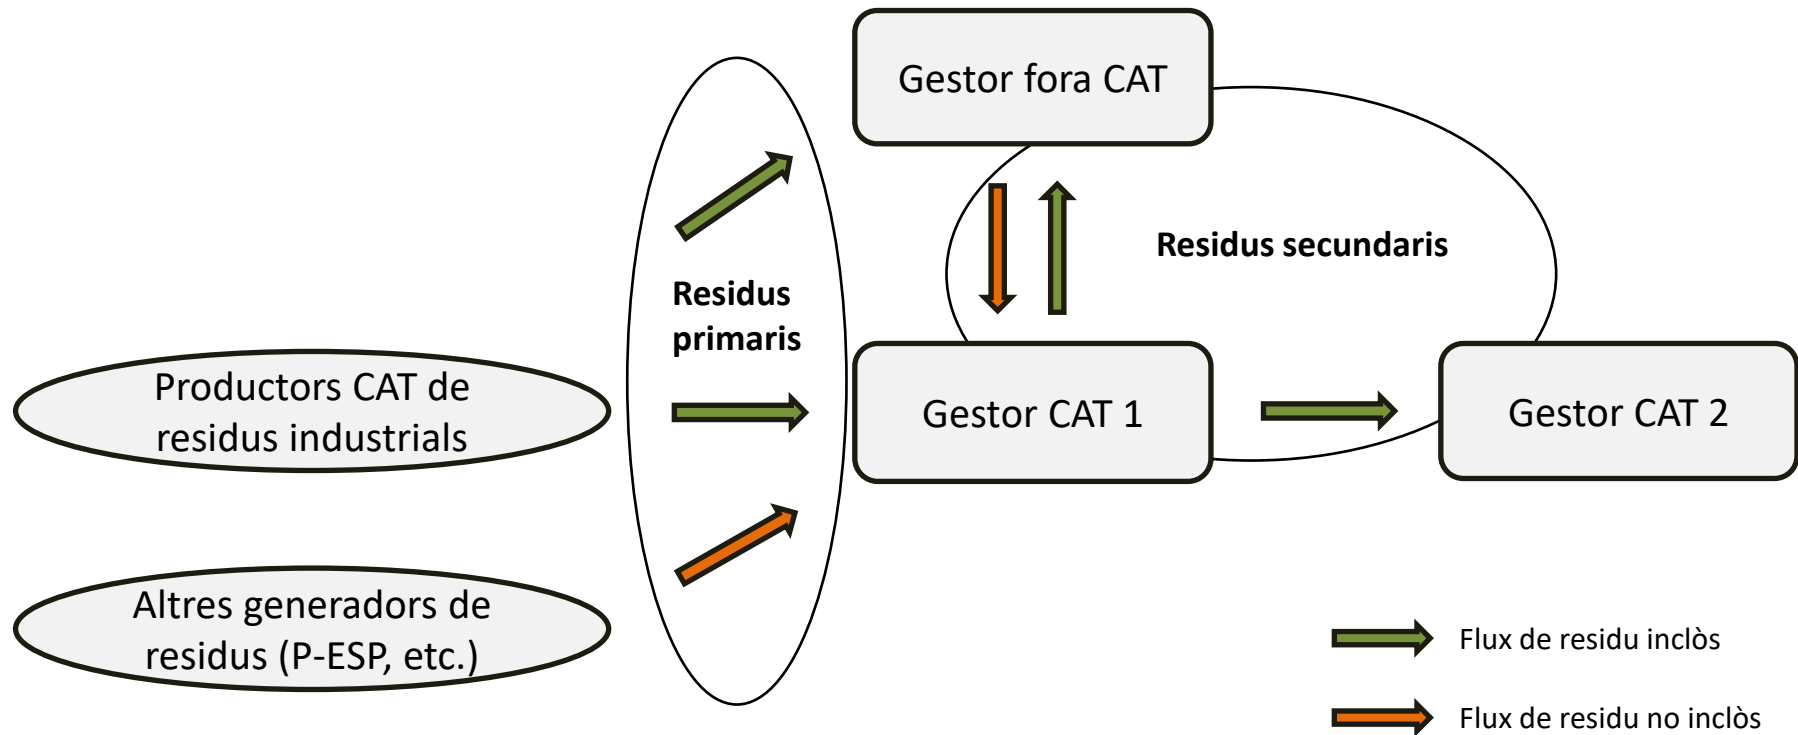 Gestor fora CAT
Residus secundaris
Residus
primaris
Productors CAT de
residus industrials
Gestor CAT 1
Gestor CAT 2
Altres generadors de
residus (P-ESP, etc.)
Flux de residu inclòs
Flux de residu no inclòs